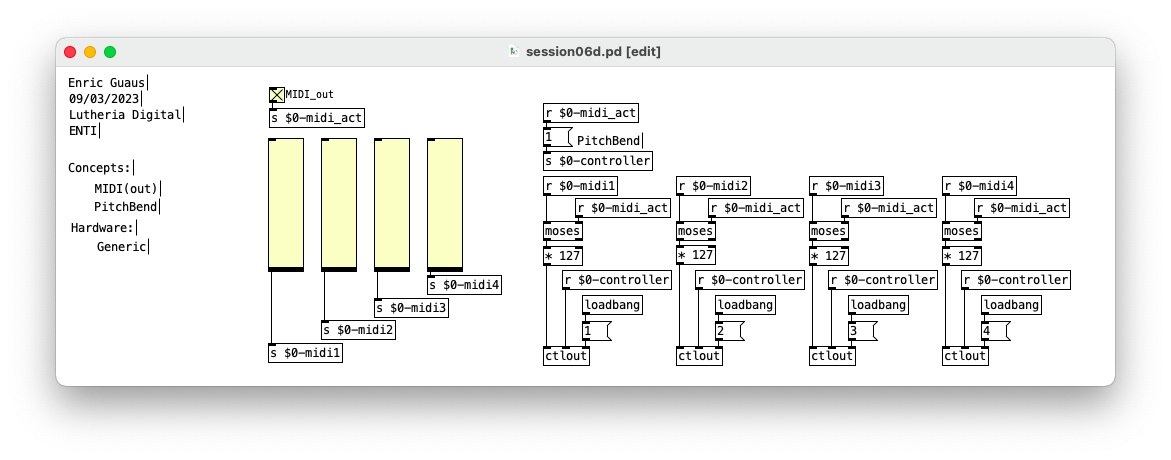 session06d.pd [edit]
Enric Guaus
09/03/2023
Lutheria Digital
ENTI
Concepts:
MIDI(out)
PitchBend
Hardware:
Generic
MIDI_out
s $0-midi_act
s $0-midi4
s $0-midi3
s $0-midi2
s $0-midi1
r $0-midi_act
1
PitchBend
s $0-controller
r $0-midi1
r $0-midi_act
moses
* 127
r $0-controller
loadbang
1
ctlout
r $0-midi2
r $0-midi_act
moses
* 127
r $0-controller
loadbang
2
ctlout
r $0-midi3
r $0-midi_act
moses
* 127
r $0-controller
loadbang
3
ctlout
r $0-midi4
r $0-midi_act
moses
* 127
r $0-controller
loadbang
4
ctlout